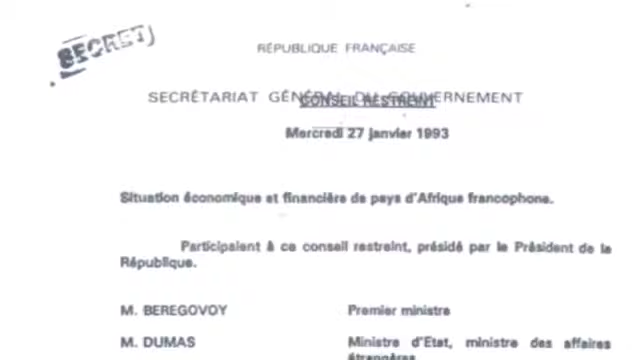 SECRET
RÉPUBLIQUE FRANÇAISE
SECRÉTARIAT GÉNÉRAL DU GOUVERNEMENT
CONSEIL RESTREINT
Mercredi 27 janvier 1993
Situation économique et financière de pays d'Afrique francophone.
Participaient à ce conseil restreint, présidé par le Président de la
République.
M. BEREGOVOY Premier ministre
M. DUMAS Ministre d'Etat, ministre des affaires
étrangères